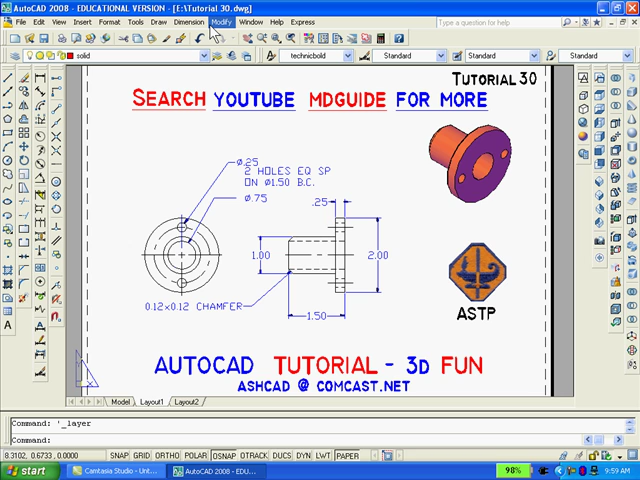 AutoCAD 2008 - EDUCATIONAL VERSION - [E:\Tutorial 30.dwg]
File Edit View Insert Format Tools Draw Dimension Modify Window Help Express
Type a question for help
solid technicbold Standard Standard Standard
TUTORIAL 30
SEARCH YOUTUBE MDGUIDE FOR MORE
Ø.25
2 HOLES EQ SP
ON Ø1.50 B.C.
Ø.75
.25
1.00
2.00
0.12x0.12 CHAMFER
1.50
ASTP
AUTOCAD TUTORIAL - 3D FUN
ASHCAD @ COMCAST.NET
Model Layout1 Layout2
Command: '_layer
Command:
8.3102, 0.6733, 0.0000 SNAP GRID ORTHO POLAR OSNAP OTRACK DUCS DYN LWT PAPER
start Camtasia Studio - Unt... AutoCAD 2008 - EDU... 98% 9:59 AM